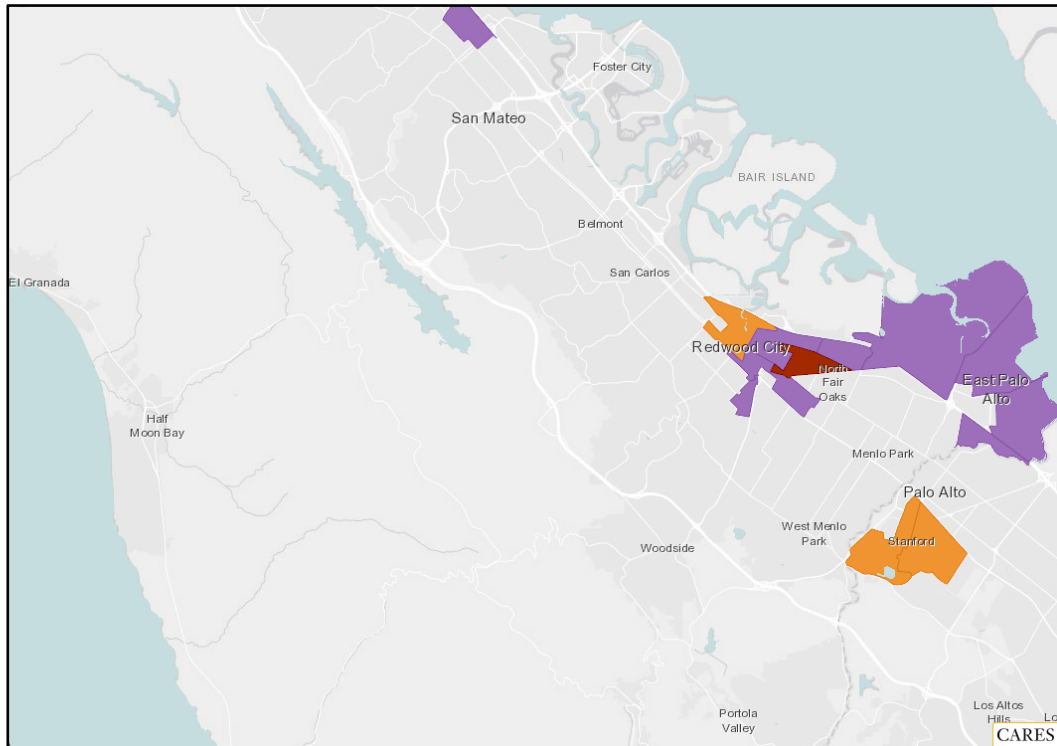 Foster City
San Mateo
BAIR ISLAND
Belmont
San Carlos
El Granada
Redwood City
North
Fair
Oaks
East Palo
Alto
Half
Moon Bay
Menlo Park
Palo Alto
West Menlo
Park
Stanford
Woodside
Portola
Valley
Los Altos
Hills
Lo
CARES